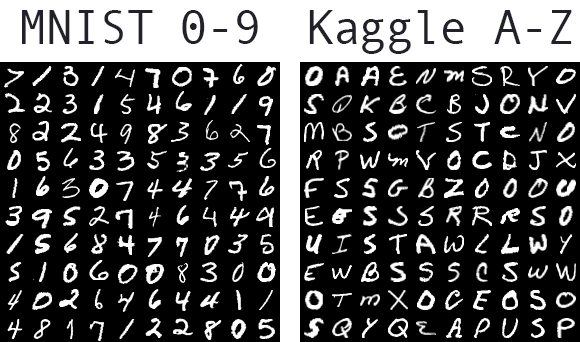 MNIST 0-9 Kaggle A-Z
7 1 3 1 4 7 0 7 6 0 O A A E N M S R Y O
2 2 3 1 5 4 6 1 1 9 S O K B C B J O N V
8 2 2 4 9 8 3 6 2 7 M B S O T S T C N O
0 5 6 3 3 5 3 3 5 6 R P W M V O C D J X
1 6 3 0 7 4 4 7 7 6 F S S G B Z O O O U
3 9 5 2 7 4 6 4 4 9 E S S S R R R S O
1 5 6 8 4 7 7 0 3 5 U I S T A W L L W Y
5 1 0 6 0 0 8 3 0 0 E W B S S S C S W W
4 0 2 6 4 6 4 4 1 1 O T M X O C E O S O
4 8 1 7 1 2 2 8 0 5 S Q Y Q E A P U S P